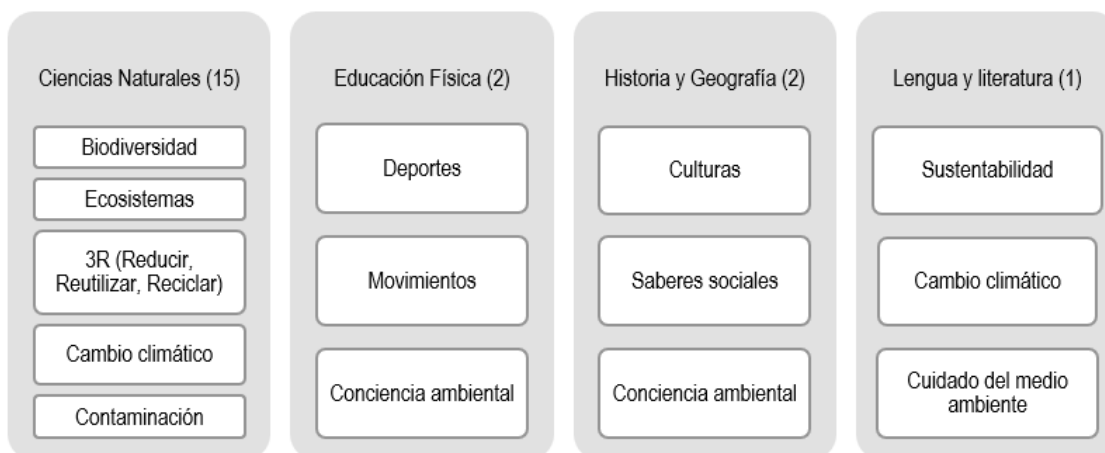 Ciencias Naturales (15)
Biodiversidad
Ecosistemas
3R (Reducir,
Reutilizar, Reciclar)
Cambio climático
Contaminación
Educación Física (2)
Deportes
Movimientos
Conciencia ambiental
Historia y Geografía (2)
Culturas
Saberes sociales
Conciencia ambiental
Lengua y literatura (1)
Sustentabilidad
Cambio climático
Cuidado del medio
ambiente